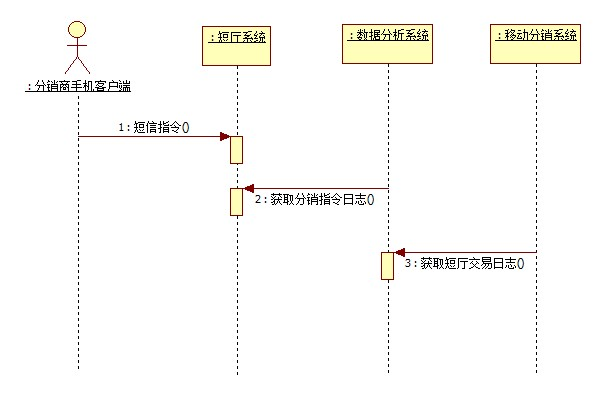 :短厅系统
:数据分析系统
:移动分销系统
:分销商手机客户端
1:短信指令()
2:获取分销指令日志()
3:获取短厅交易日志()